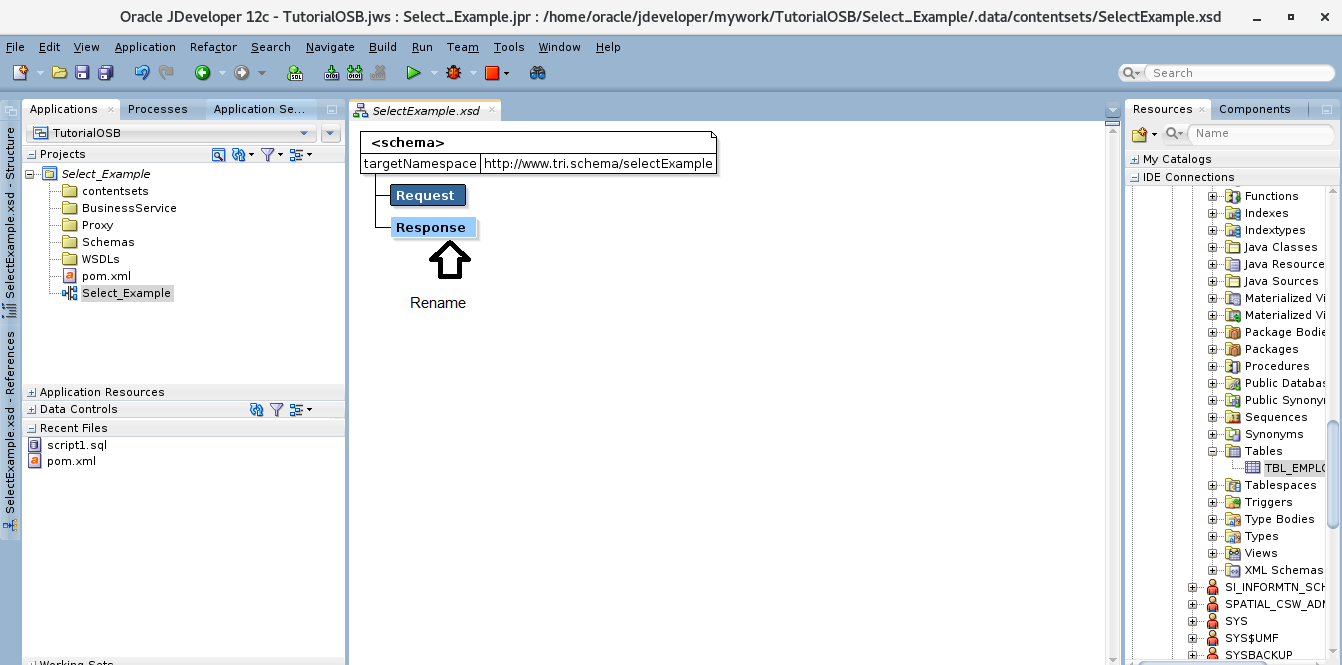 Oracle JDeveloper 12c - TutorialOSB.jws : Select_Example.jpr : /home/oracle/jdeveloper/mywork/TutorialOSB/Select_Example/.data/contentsets/SelectExample.xsd
File Edit View Application Refactor Search Navigate Build Run Team Tools Window Help
Search
Applications
Processes
Application Se...
TutorialOSB
Projects
Select_Example
contentsets
BusinessService
Proxy
Schemas
WSDLs
pom.xml
Select_Example
Application Resources
Data Controls
Recent Files
script1.sql
pom.xml
Working Sets
SelectExample.xsd - Structure
SelectExample.xsd - References
SelectExample.xsd
<schema>
targetNamespace http://www.tri.schema/selectExample
Request
Response
Rename
Resources
Components
Name
My Catalogs
IDE Connections
Functions
Indexes
Indextypes
Java Classes
Java Resource
Java Sources
Materialized Vi
Materialized Vi
Package Bodie
Packages
Procedures
Public Databas
Public Synonyr
Sequences
Synonyms
Tables
TBL_EMPLO
Tablespaces
Triggers
Type Bodies
Types
Views
XML Schemas
SI_INFORMTN_SCH
SPATIAL_CSW_ADM
SYS
SYS$UMF
SYSBACKUP